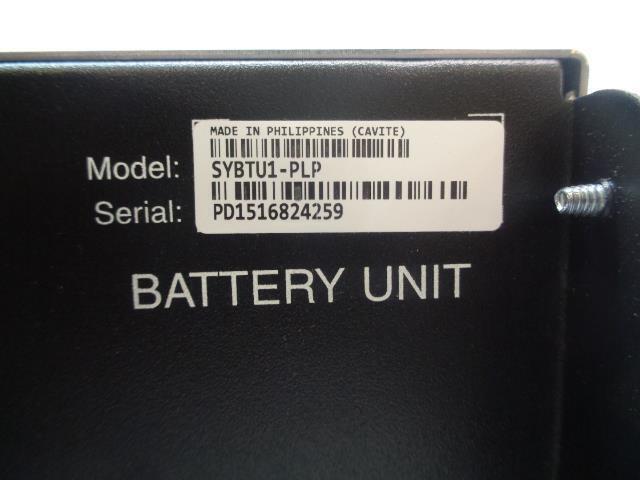 MADE IN PHILIPPINES (CAVITE)
Model: SYBTU1-PLP
Serial: PD1516824259
BATTERY UNIT